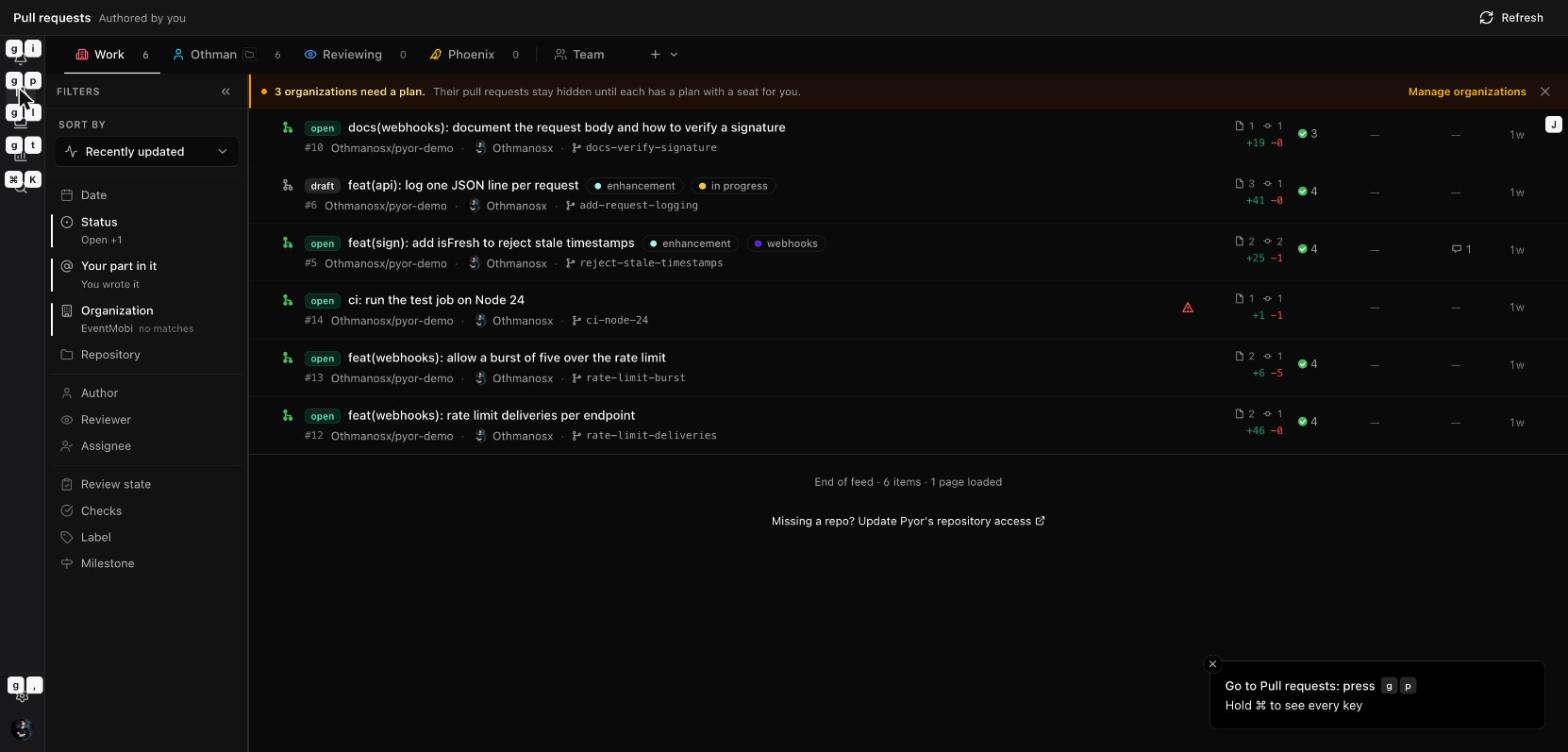 Pull requests Authored by you Refresh
g i
g p
g l
g t
⌘ K
g ,
Work 6 Othman 6 Reviewing 0 Phoenix 0 Team +
FILTERS
SORT BY
Recently updated
Date
Status
Open +1
Your part in it
You wrote it
Organization
EventMobi no matches
Repository
Author
Reviewer
Assignee
Review state
Checks
Label
Milestone
3 organizations need a plan. Their pull requests stay hidden until each has a plan with a seat for you. Manage organizations
open docs(webhooks): document the request body and how to verify a signature 1 1 3 — — 1w J
#10 Othmanosx/pyor-demo · Othmanosx · docs-verify-signature +19 −0
draft feat(api): log one JSON line per request enhancement in progress 3 1 4 — — 1w
#6 Othmanosx/pyor-demo · Othmanosx · add-request-logging +41 −0
open feat(sign): add isFresh to reject stale timestamps enhancement webhooks 2 2 4 — 1 1w
#5 Othmanosx/pyor-demo · Othmanosx · reject-stale-timestamps +25 −1
open ci: run the test job on Node 24 1 1 — — 1w
#14 Othmanosx/pyor-demo · Othmanosx · ci-node-24 +1 −1
open feat(webhooks): allow a burst of five over the rate limit 2 1 4 — — 1w
#13 Othmanosx/pyor-demo · Othmanosx · rate-limit-burst +6 −5
open feat(webhooks): rate limit deliveries per endpoint 2 1 4 — — 1w
#12 Othmanosx/pyor-demo · Othmanosx · rate-limit-deliveries +46 −0
End of feed · 6 items · 1 page loaded
Missing a repo? Update Pyor's repository access
Go to Pull requests: press g p
Hold ⌘ to see every key